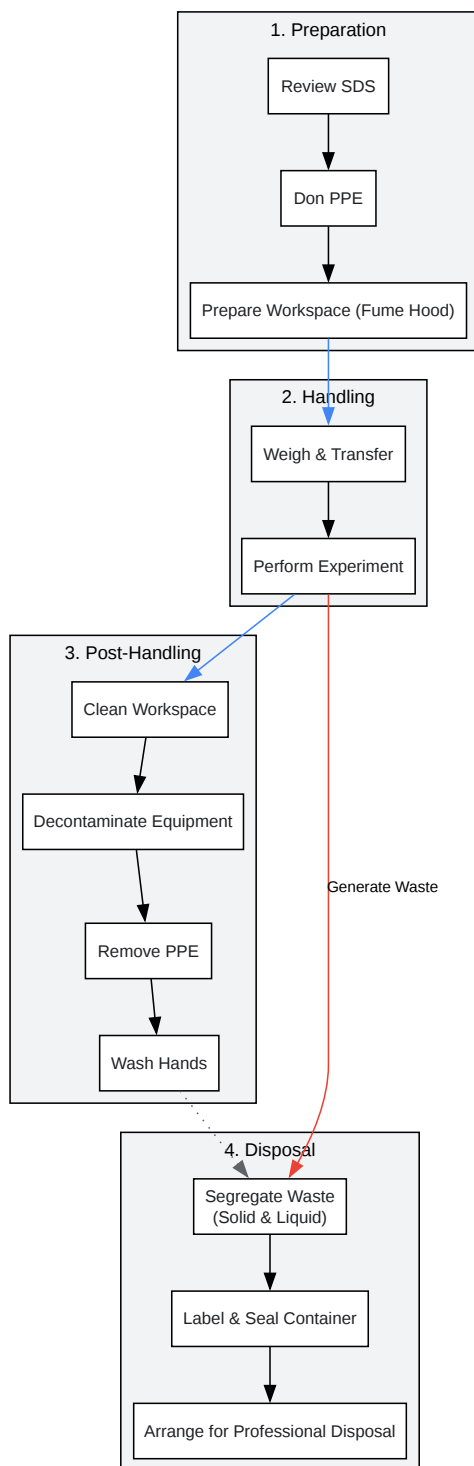 1. Preparation
Review SDS
Don PPE
Prepare Workspace (Fume Hood)
2. Handling
Weigh & Transfer
Perform Experiment
3. Post-Handling
Clean Workspace
Decontaminate Equipment
Generate Waste
Remove PPE
Wash Hands
4. Disposal
Segregate Waste
(Solid & Liquid)
Label & Seal Container
Arrange for Professional Disposal